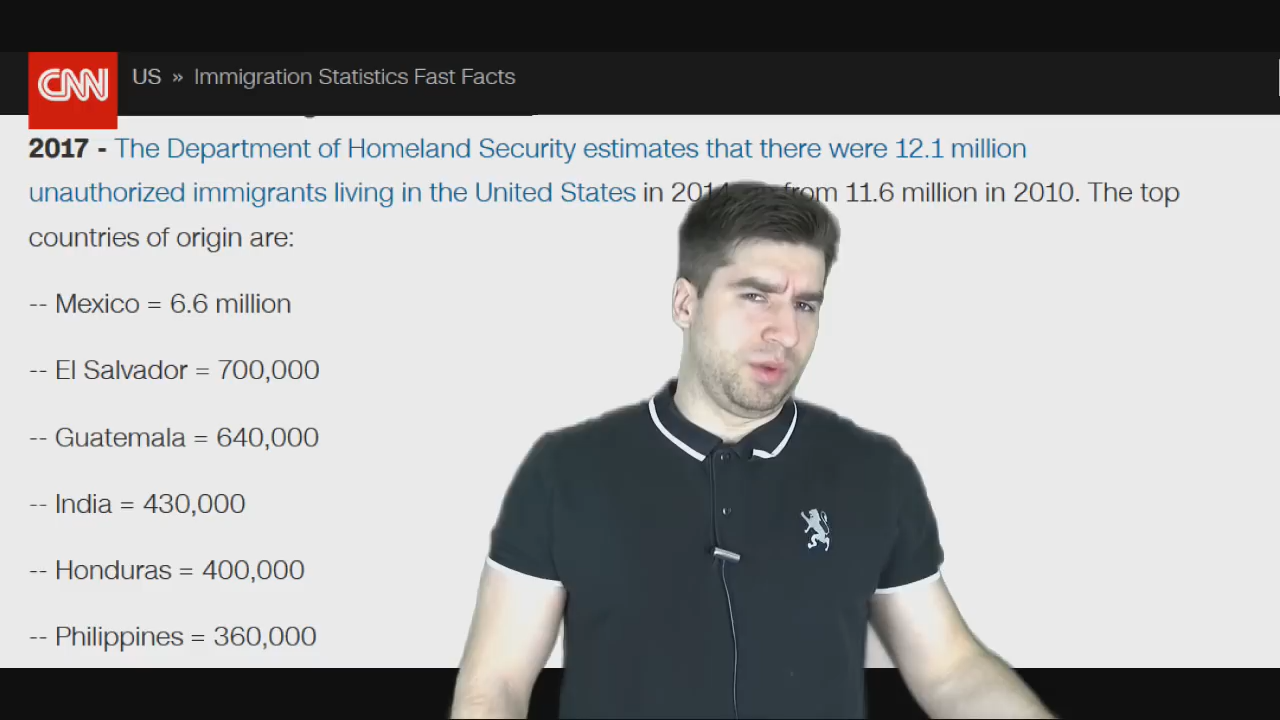 CNN US » Immigration Statistics Fast Facts
2017 - The Department of Homeland Security estimates that there were 12.1 million
unauthorized immigrants living in the United States in 2014, from 11.6 million in 2010. The top
countries of origin are:
-- Mexico = 6.6 million
-- El Salvador = 700,000
-- Guatemala = 640,000
-- India = 430,000
-- Honduras = 400,000
-- Philippines = 360,000